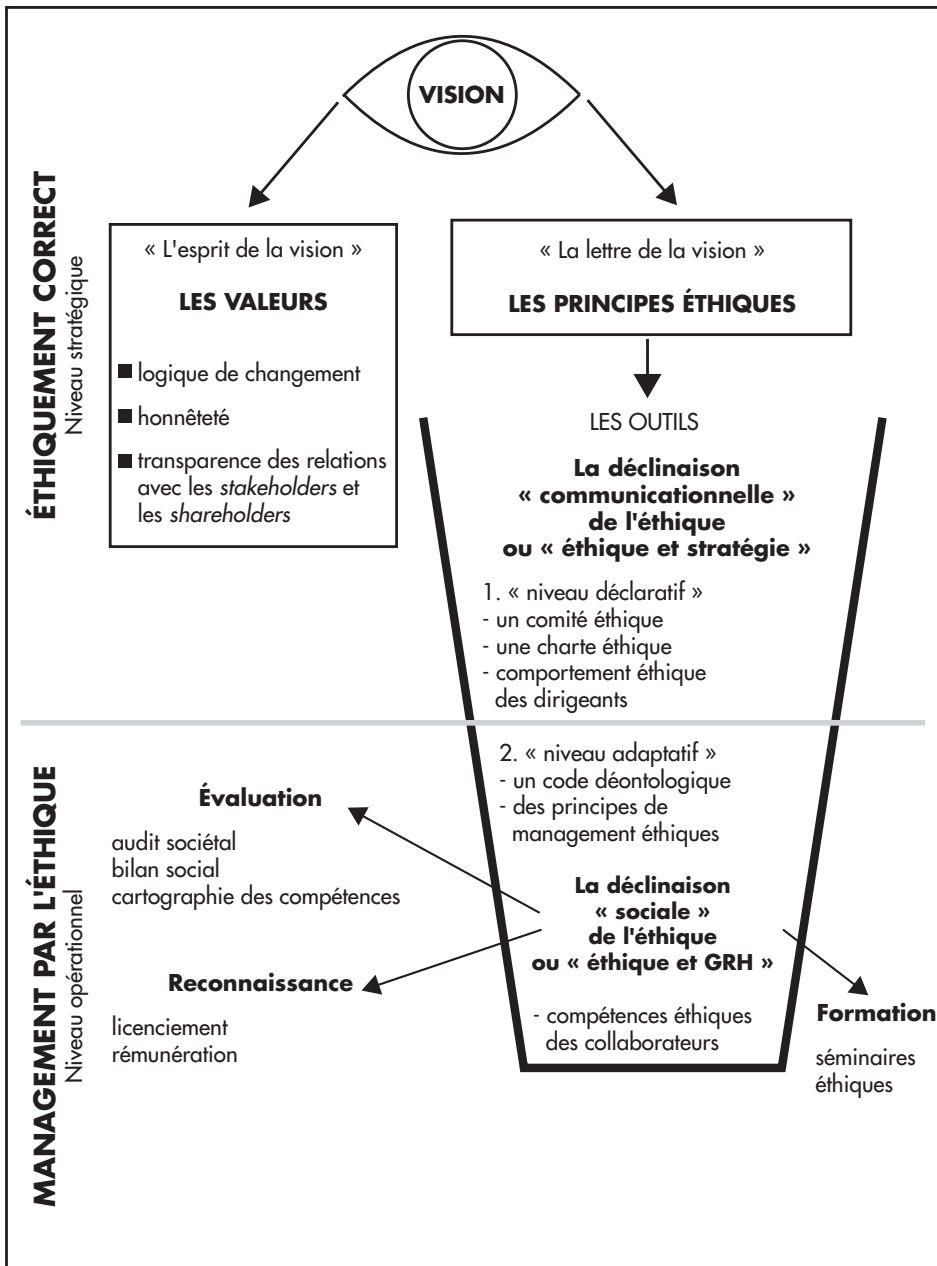 VISION
ÉTHIQUEMENT CORRECT
Niveau stratégique
« L'esprit de la vision »
LES VALEURS
■ logique de changement
■ honnêteté
■ transparence des relations
avec les stakeholders et
les shareholders
« La lettre de la vision »
LES PRINCIPES ÉTHIQUES
LES OUTILS
La déclinaison
« communicationnelle »
de l'éthique
ou « éthique et stratégie »
1. « niveau déclaratif »
- un comité éthique
- une charte éthique
- comportement éthique
des dirigeants
MANAGEMENT PAR L'ÉTHIQUE
Niveau opérationnel
2. « niveau adaptatif »
- un code déontologique
- des principes de
management éthiques
La déclinaison
« sociale »
de l'éthique
ou « éthique et GRH »
- compétences éthiques
des collaborateurs
Évaluation
audit sociétal
bilan social
cartographie des compétences
Reconnaissance
licenciement
rémunération
Formation
séminaires
éthiques